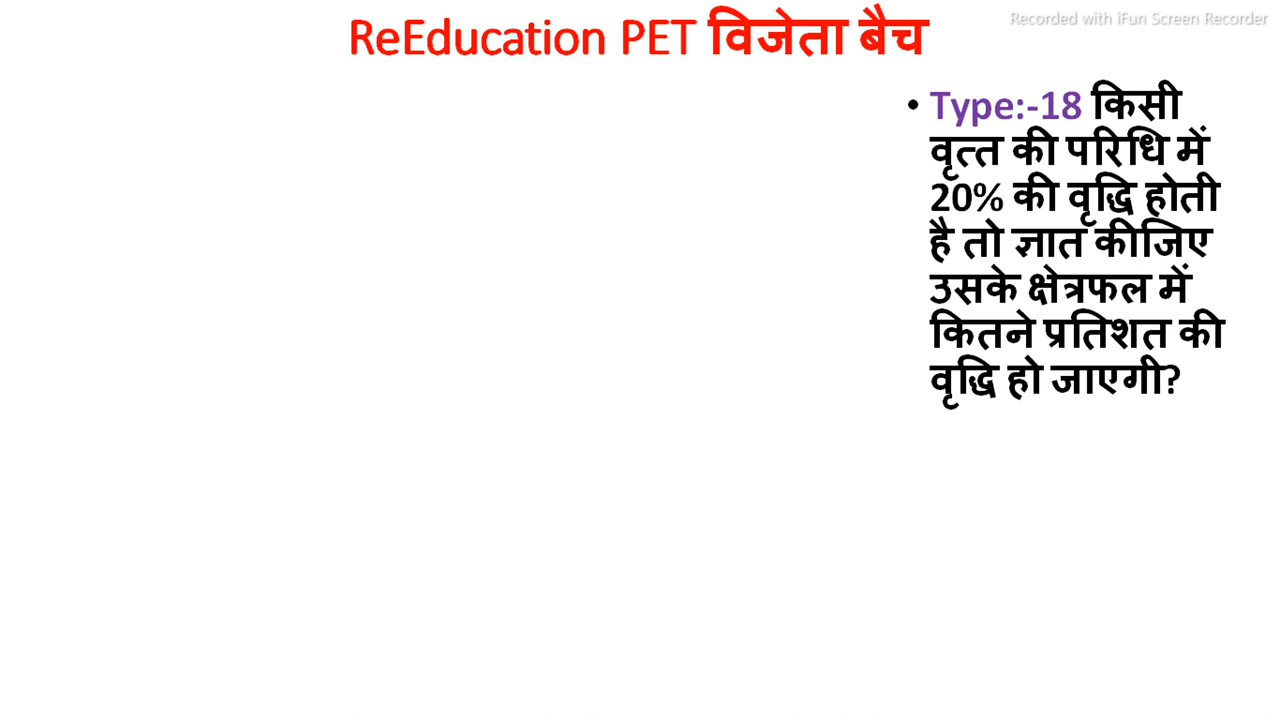 ReEducation PET विजेता बैच
Recorded with iFun Screen Recorder
• Type:-18 किसी
वृत्त की परिधि में
20% की वृद्धि होती
है तो ज्ञात कीजिए
उसके क्षेत्रफल में
कितने प्रतिशत की
वृद्धि हो जाएगी?